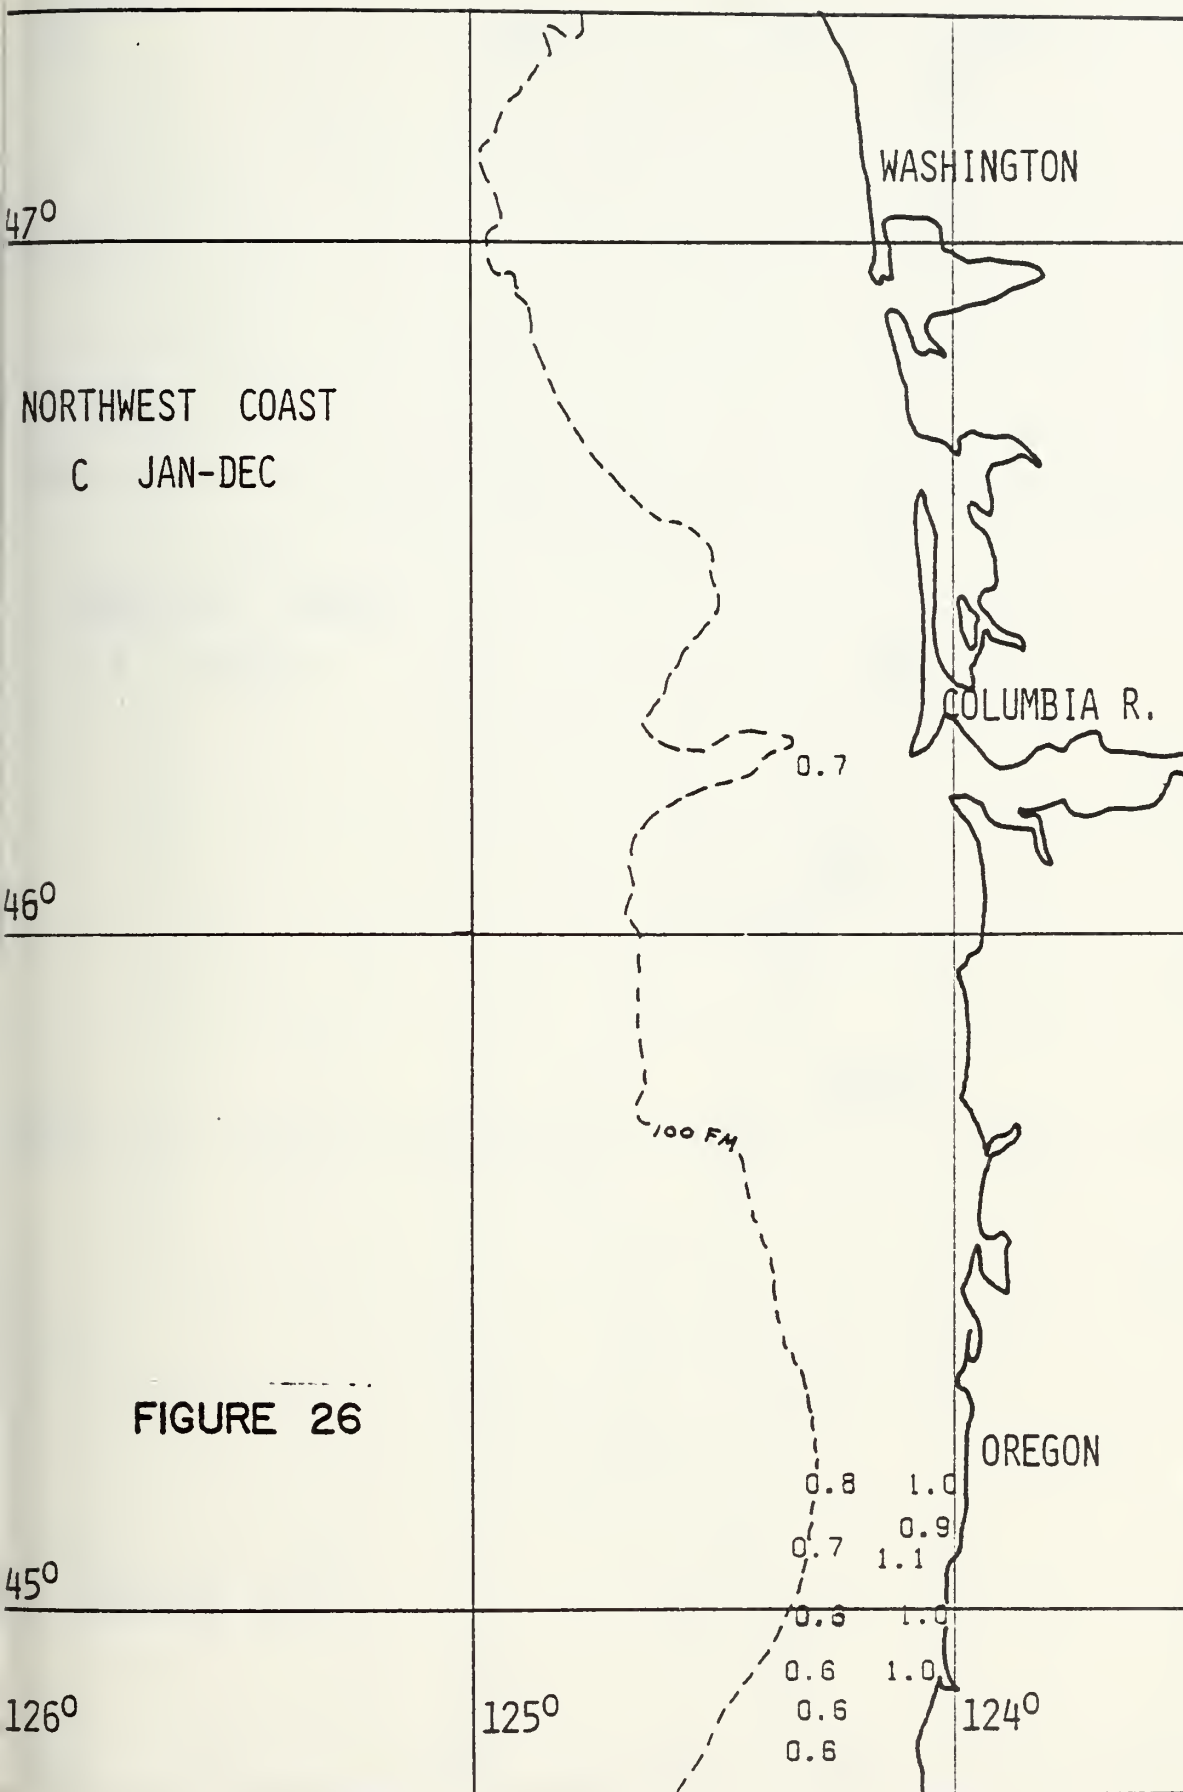 WASHINGTON
47°
NORTHWEST COAST
C JAN-DEC
COLUMBIA R.
0.7
46°
100 FM
FIGURE 26
OREGON
0.8 1.0
0.9
0.7 1.1
45°
1.0
0.6 1.0
126° 125° 0.6 124°
0.6